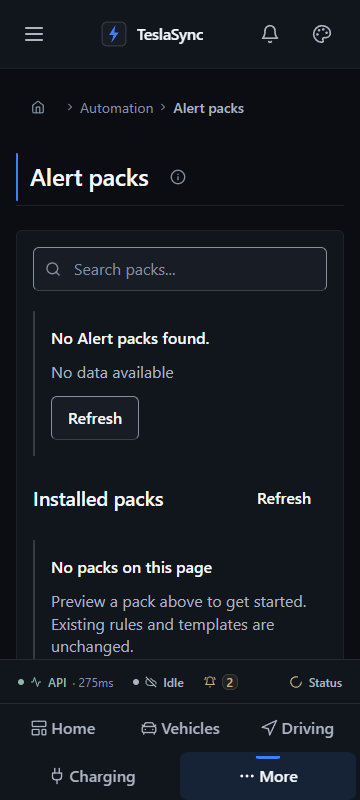 TeslaSync
Automation Alert packs
Alert packs
Search packs...
No Alert packs found.
No data available
Refresh
Installed packs Refresh
No packs on this page
Preview a pack above to get started.
Existing rules and templates are
unchanged.
API · 275ms Idle 2 Status
Home Vehicles Driving
Charging More